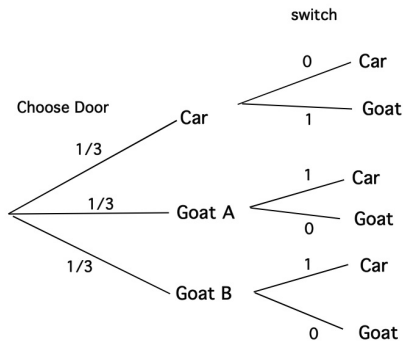 switch
0
Car
Choose Door
Car
Goat
1
1/3
1
Car
1/3
Goat A
Goat
0
1/3
1
Car
Goat B
0
Goat